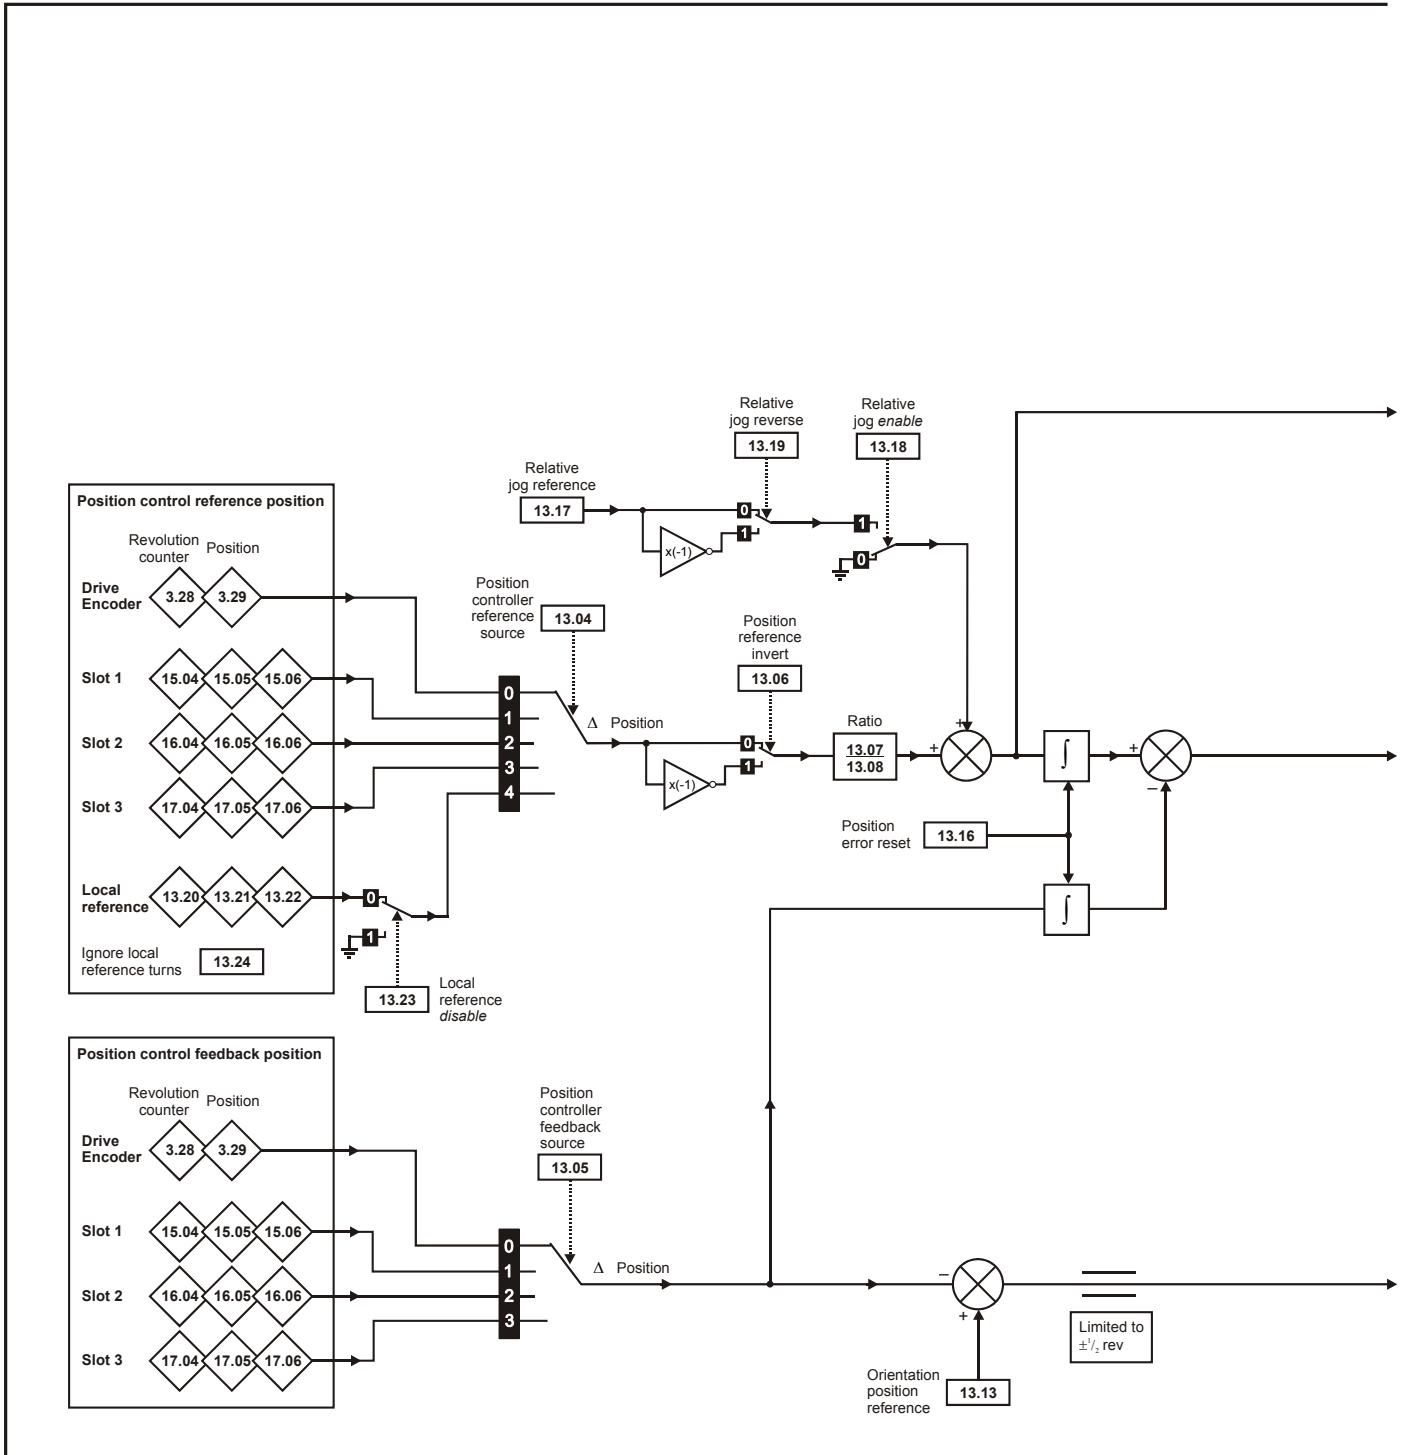 Relative
jog reverse
13.19
Relative
jog enable
13.18
Relative
jog reference
13.17
0
1
x(-1)
1
0
Position control reference position
Revolution
counter
Position
Drive
Encoder
3.28
3.29
Slot 1
15.04
15.05
15.06
Slot 2
16.04
16.05
16.06
Slot 3
17.04
17.05
17.06
Local
reference
13.20
13.21
13.22
Ignore local
reference turns
13.24
0
1
13.23
Local
reference
disable
Position
controller
reference
source
13.04
0
1
2
3
4
Δ Position
Position
reference
invert
13.06
0
1
x(-1)
Ratio
13.07
13.08
+
+
∫
+
−
Position
error reset
13.16
∫
Position control feedback position
Revolution
counter
Position
Drive
Encoder
3.28
3.29
Slot 1
15.04
15.05
15.06
Slot 2
16.04
16.05
16.06
Slot 3
17.04
17.05
17.06
Position
controller
feedback
source
13.05
0
1
2
3
Δ Position
−
+
Limited to
±1/2 rev
Orientation
position
reference
13.13